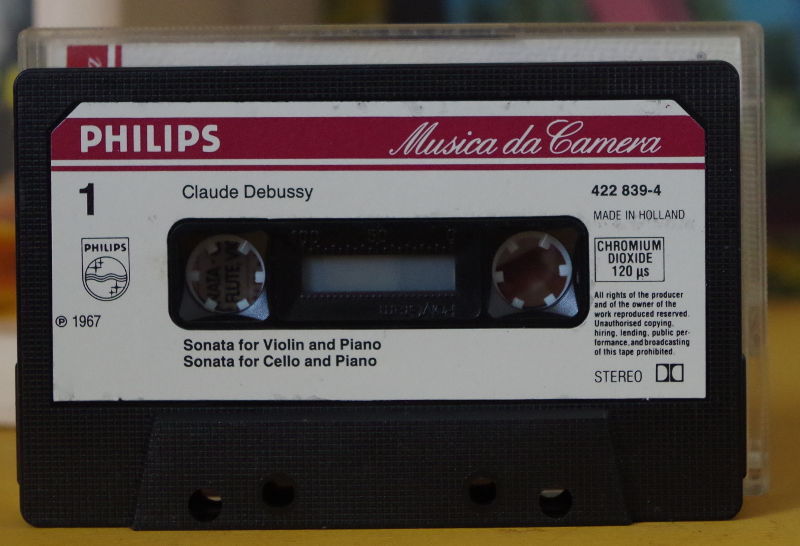 PHILIPS
Musica da Camera
1
Claude Debussy
422 839-4
MADE IN HOLLAND
PHILIPS
CHROMIUM
DIOXIDE
120 µs
℗ 1967
All rights of the producer
and of the owner of the
work reproduced reserved.
Unauthorised copying,
hiring, lending, public per-
formance, and broadcasting
of this tape prohibited.
Sonata for Violin and Piano
Sonata for Cello and Piano
STEREO